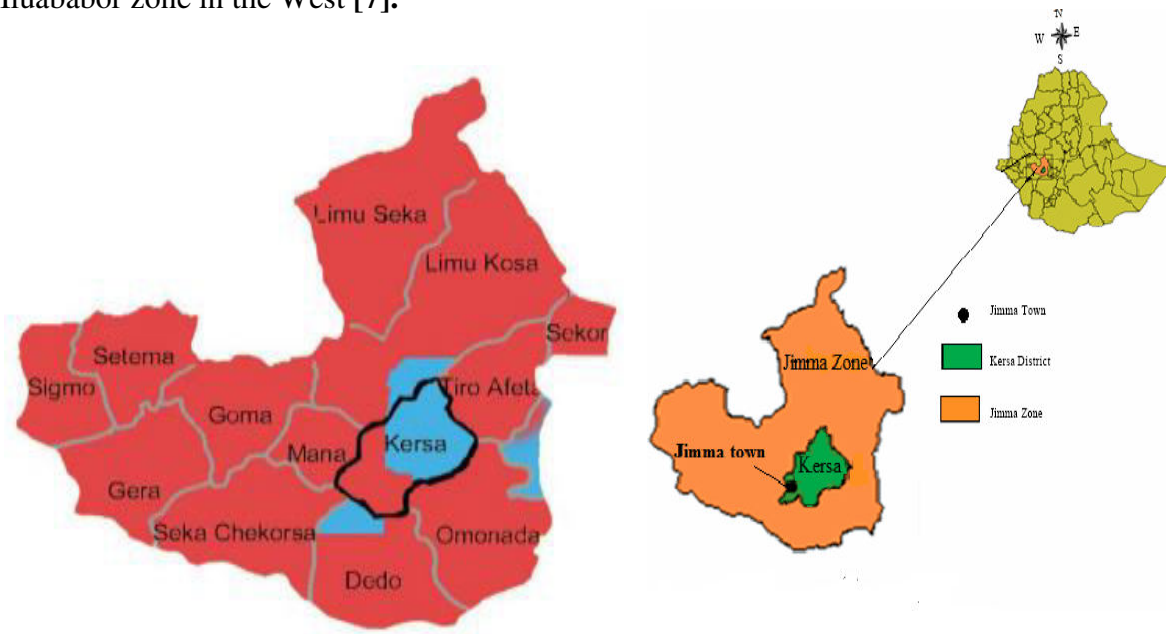 Iluababor zone in the West [7].
Limu Seka
Limu Kosa
Sekor
Setema
Sigmo
Tiro Afeta
Goma
Kersa
Mana
Gera
Seka Chekorsa
Omonada
Dedo
N
W E
S
Jimma Town
Jimma Zone
Kersa District
Jimma Zone
Jimma town
Kersa